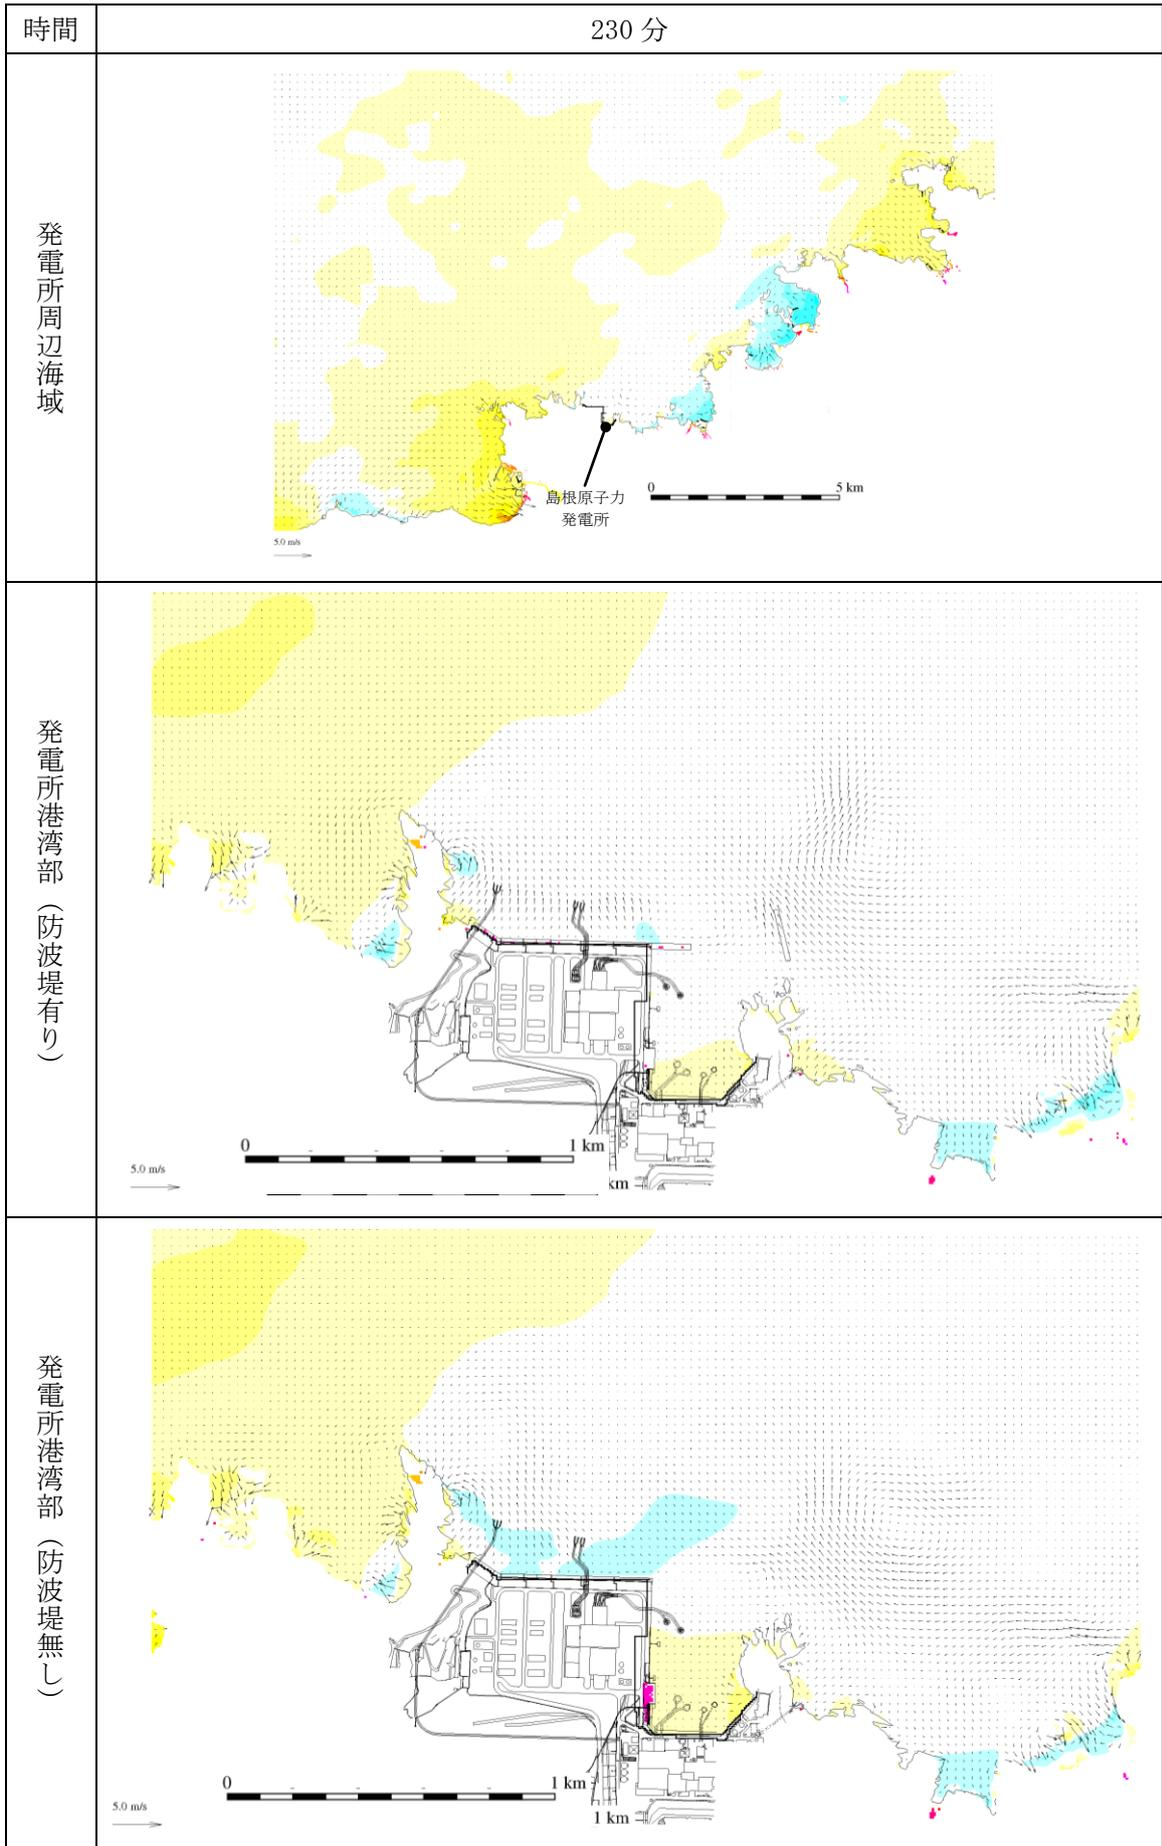 時間
230 分
発電所周辺海域
島根原子力
発電所
0
5 km
5.0 m/s
発電所港湾部（防波堤有り）
0
1 km
5.0 m/s
km
発電所港湾部（防波堤無し）
0
1 km
5.0 m/s
1 km